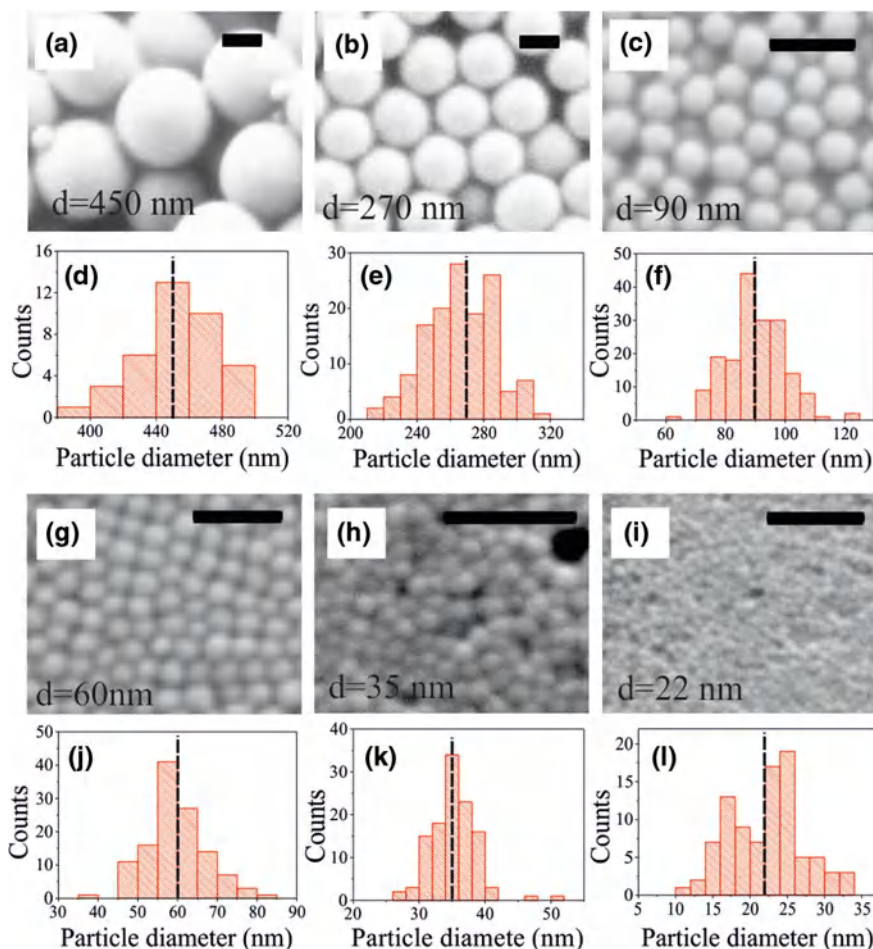 (a)
(b)
(c)
d=450 nm
d=270 nm
d=90 nm
(d)
(e)
(f)
Counts
16
12
8
4
0
400
440
480
520
Particle diameter (nm)
Counts
30
20
10
0
200
240
280
320
Particle diameter (nm)
Counts
50
40
30
20
10
0
60
80
100
120
Particle diameter (nm)
(g)
(h)
(i)
d=60nm
d=35 nm
d=22 nm
(j)
(k)
(l)
Counts
50
40
30
20
10
0
30
40
50
60
70
80
90
Particle diameter (nm)
Counts
40
30
20
10
0
20
30
40
50
Particle diameter (nm)
Counts
20
15
10
5
0
5
10
15
20
25
30
35
Particle diameter (nm)